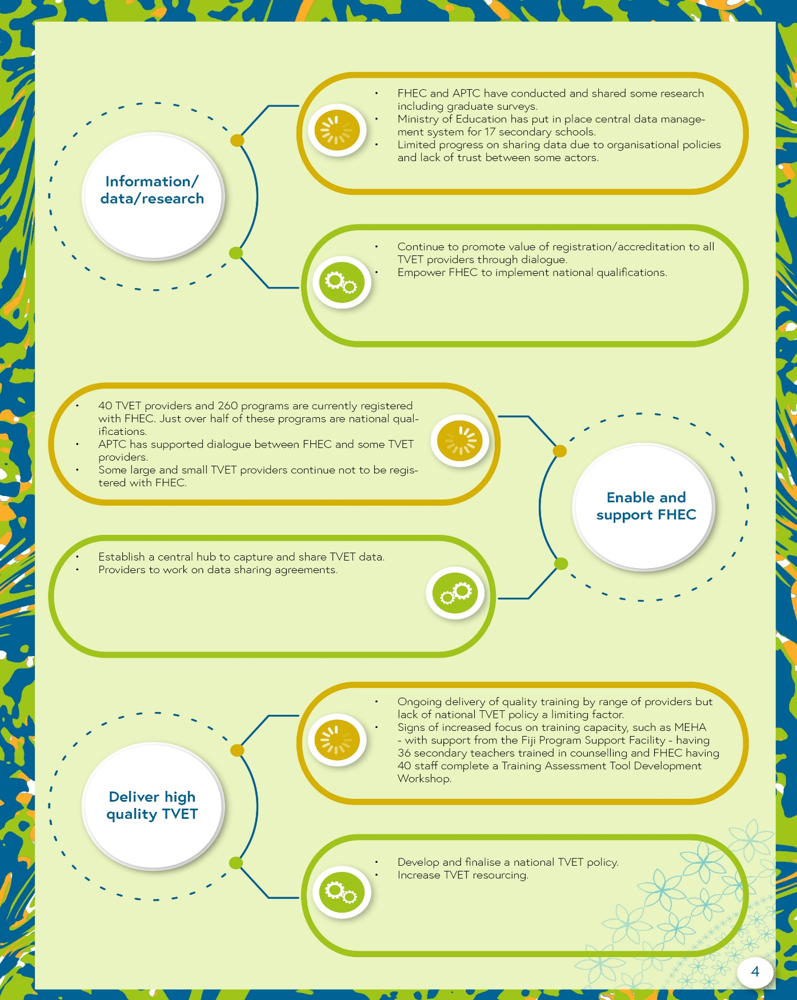 Information/
data/research
• FHEC and APTC have conducted and shared some research
including graduate surveys.
• Ministry of Education has put in place central data manage-
ment system for 17 secondary schools.
• Limited progress on sharing data due to organisational policies
and lack of trust between some actors.
• Continue to promote value of registration/accreditation to all
TVET providers through dialogue.
• Empower FHEC to implement national qualifications.
Enable and
support FHEC
• 40 TVET providers and 260 programs are currently registered
with FHEC. Just over half of these programs are national qual-
ifications.
• APTC has supported dialogue between FHEC and some TVET
providers.
• Some large and small TVET providers continue not to be regis-
tered with FHEC.
• Establish a central hub to capture and share TVET data.
• Providers to work on data sharing agreements.
Deliver high
quality TVET
• Ongoing delivery of quality training by range of providers but
lack of national TVET policy a limiting factor.
• Signs of increased focus on training capacity, such as MEHA
- with support from the Fiji Program Support Facility - having
36 secondary teachers trained in counselling and FHEC having
40 staff complete a Training Assessment Tool Development
Workshop.
• Develop and finalise a national TVET policy.
• Increase TVET resourcing.
4